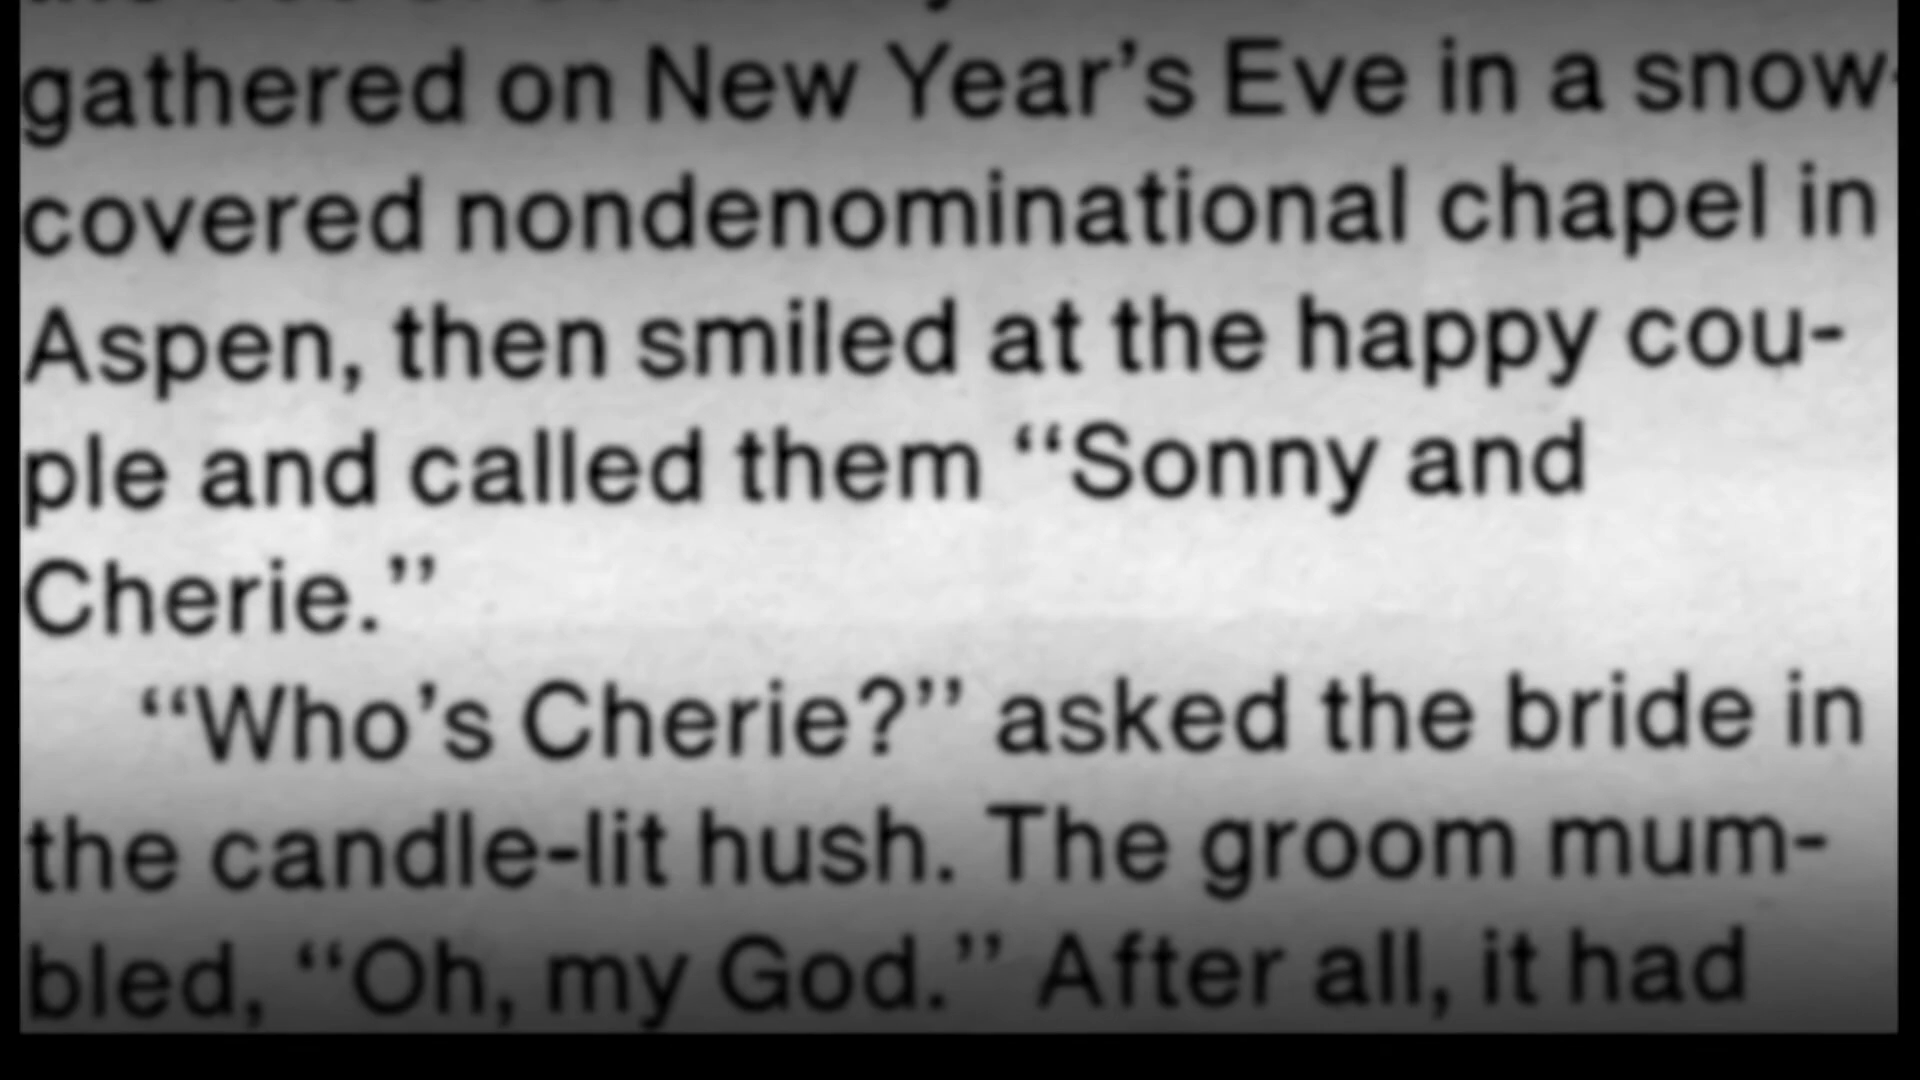 gathered on New Year’s Eve in a snow-
covered nondenominational chapel in
Aspen, then smiled at the happy cou-
ple and called them “Sonny and
Cherie.”
“Who’s Cherie?” asked the bride in
the candle-lit hush. The groom mum-
bled, “Oh, my God.” After all, it had